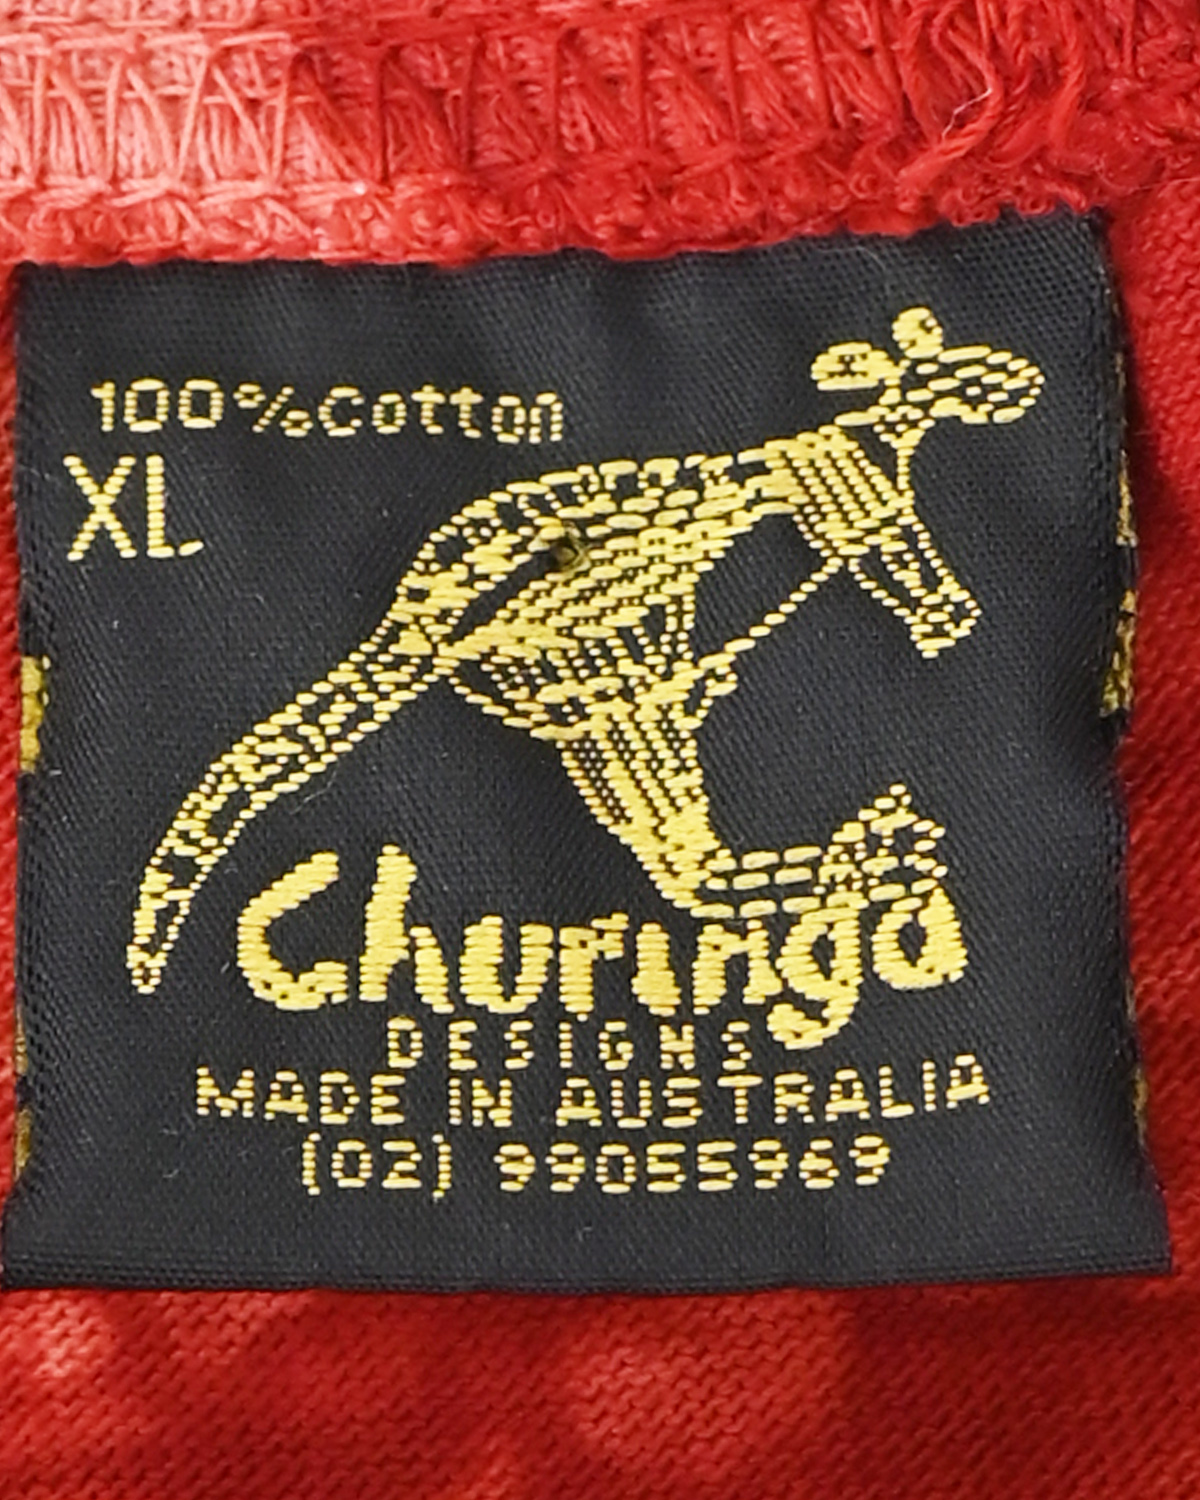 100%Cotton
XL
Churinga
DESIGNS
MADE IN AUSTRALIA
(02) 99055969